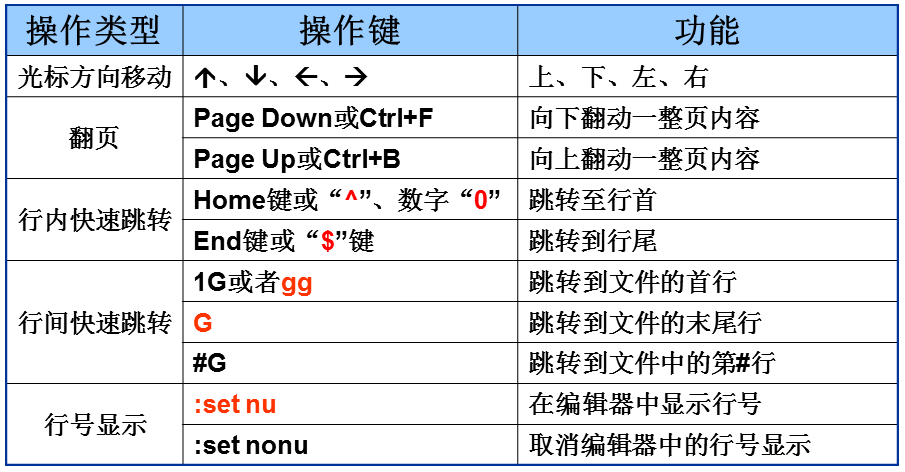 操作类型 操作键 功能
光标方向移动 ↑、↓、←、→ 上、下、左、右
翻页 Page Down或Ctrl+F 向下翻动一整页内容
Page Up或Ctrl+B 向上翻动一整页内容
行内快速跳转 Home键或“^”、数字“0” 跳转至行首
End键或“$”键 跳转到行尾
行间快速跳转 1G或者gg 跳转到文件的首行
G 跳转到文件的末尾行
#G 跳转到文件中的第#行
行号显示 :set nu 在编辑器中显示行号
:set nonu 取消编辑器中的行号显示